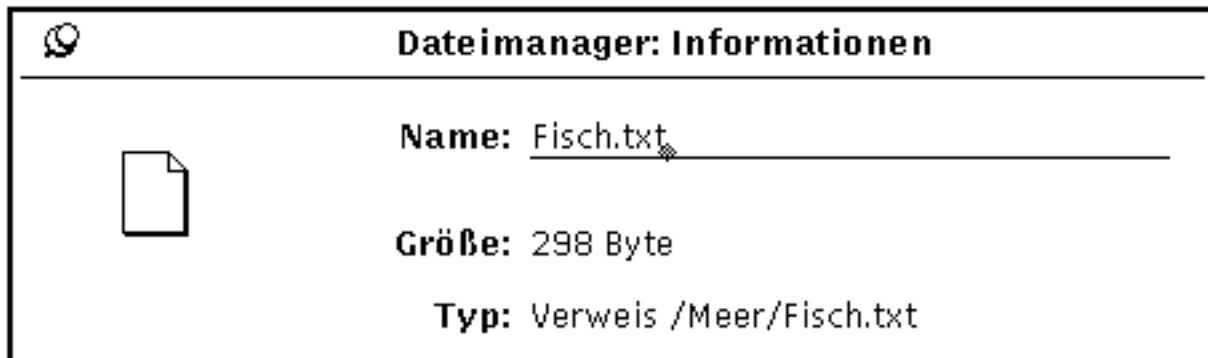 Dateimanager: Informationen
Name: Fisch.txt
Größe: 298 Byte
Typ: Verweis /Meer/Fisch.txt